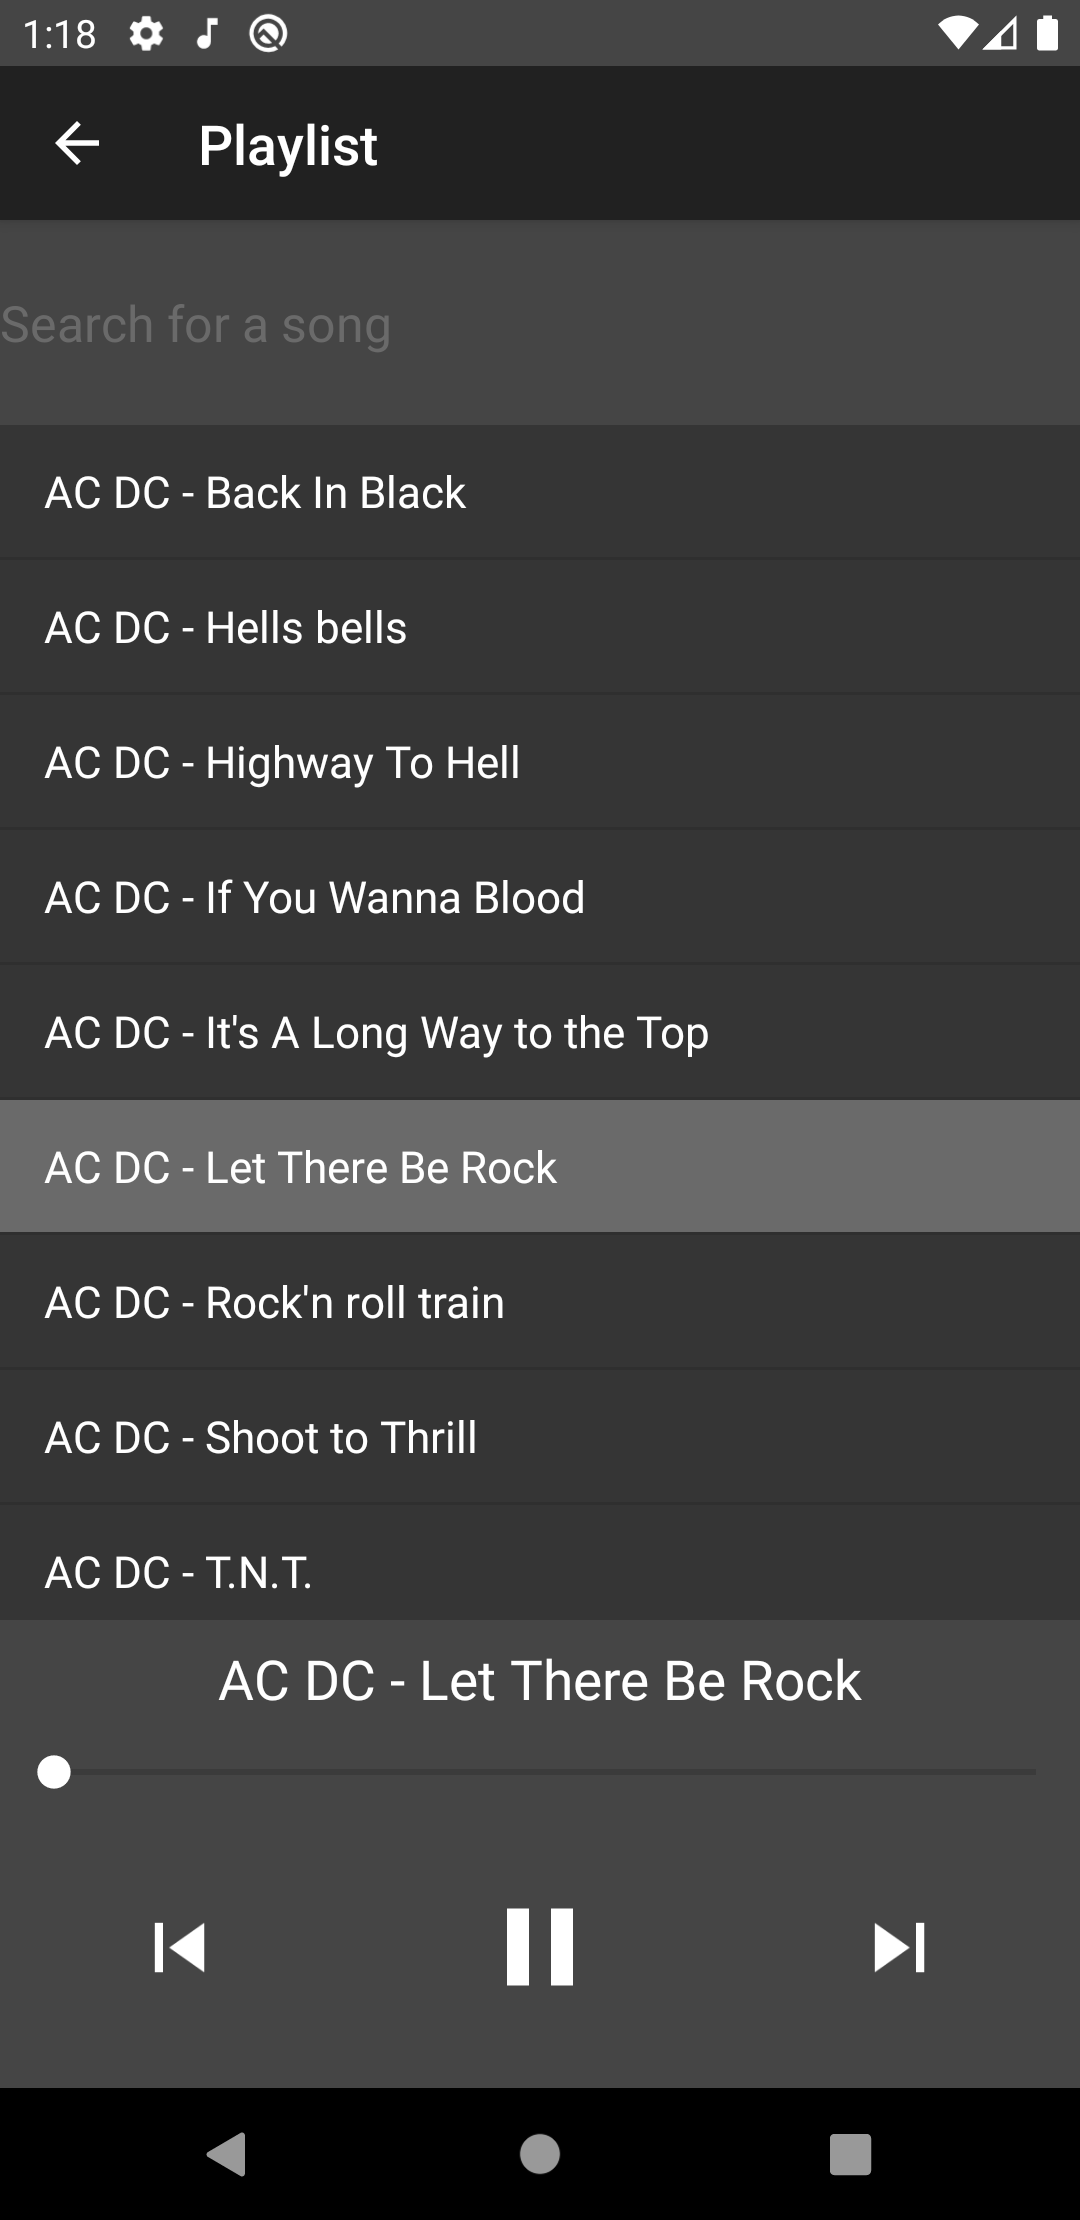 1:18
Playlist
Search for a song
AC DC - Back In Black
AC DC - Hells bells
AC DC - Highway To Hell
AC DC - If You Wanna Blood
AC DC - It's A Long Way to the Top
AC DC - Let There Be Rock
AC DC - Rock'n roll train
AC DC - Shoot to Thrill
AC DC - T.N.T.
AC DC - Let There Be Rock